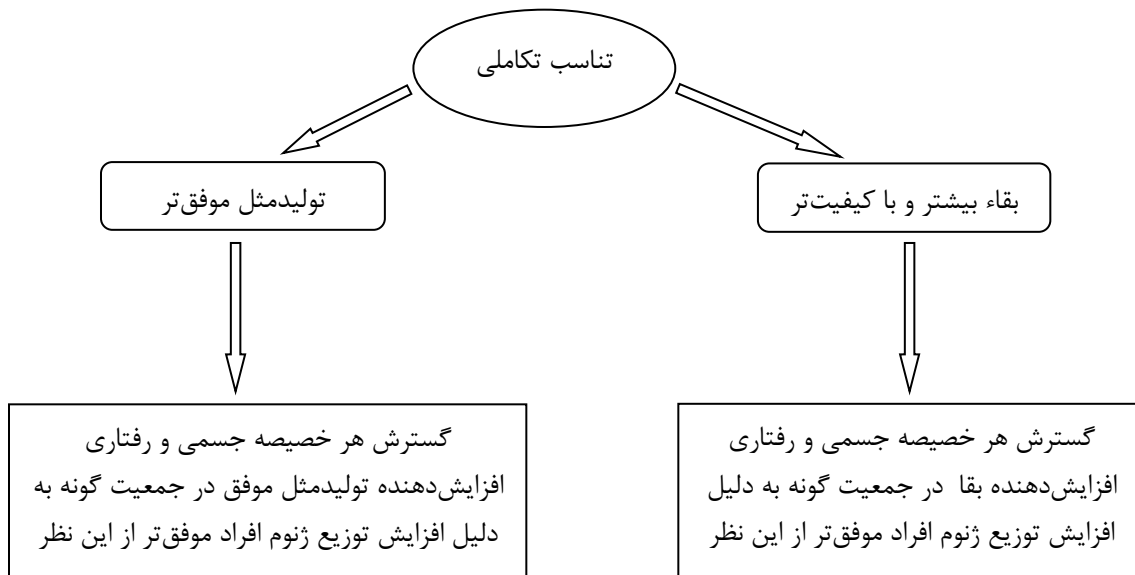 تناسب تکاملی
بقاء بیشتر و با کیفیت‌تر
تولیدمثل موفق‌تر
گسترش هر خصیصه جسمی و رفتاری
افزایش‌دهنده بقا در جمعیت گونه به دلیل
افزایش توزیع ژنوم افراد موفق‌تر از این نظر
گسترش هر خصیصه جسمی و رفتاری
افزایش‌دهنده تولیدمثل موفق در جمعیت گونه به
دلیل افزایش توزیع ژنوم افراد موفق‌تر از این نظر